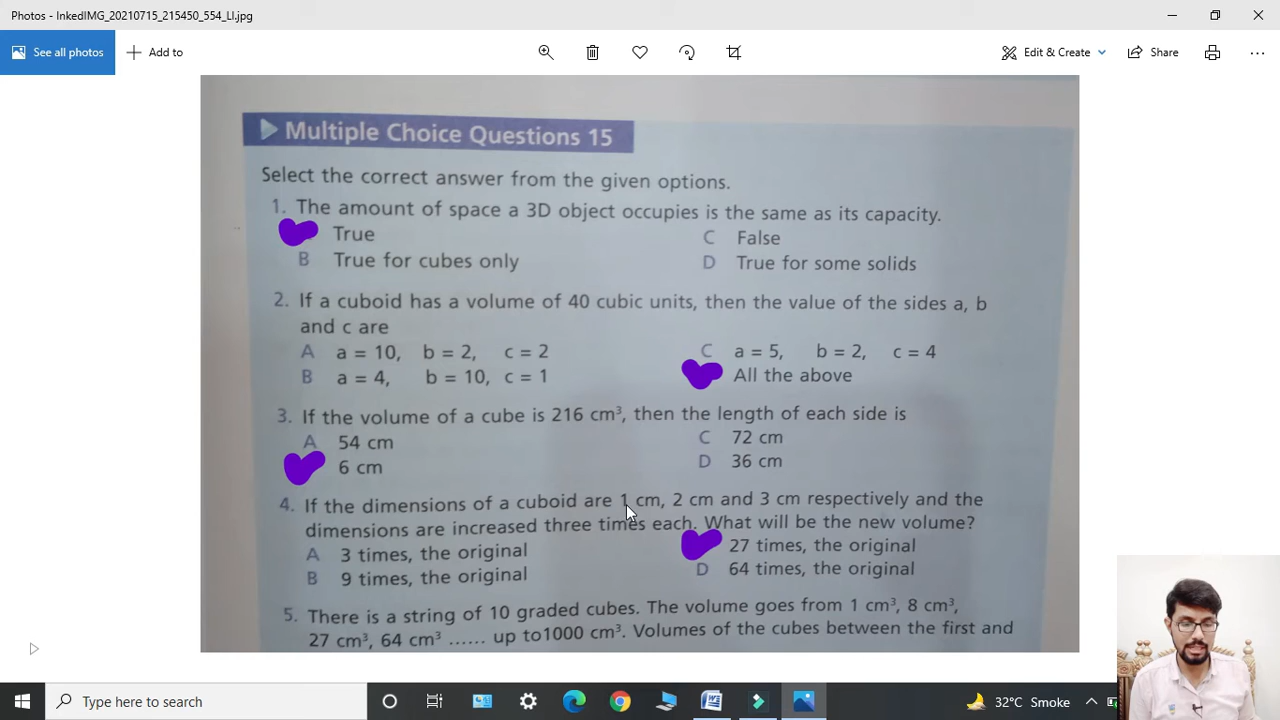 Photos - InkedIMG_20210715_215450_554_LI.jpg
See all photos
Add to
Edit & Create
Share
Multiple Choice Questions 15
Select the correct answer from the given options.
1. The amount of space a 3D object occupies is the same as its capacity.
True
C False
B True for cubes only
D True for some solids
2. If a cuboid has a volume of 40 cubic units, then the value of the sides a, b
and c are
A a = 10, b = 2, c = 2
C a = 5, b = 2, c = 4
B a = 4, b = 10, c = 1
All the above
3. If the volume of a cube is 216 cm³, then the length of each side is
A 54 cm
C 72 cm
6 cm
D 36 cm
4. If the dimensions of a cuboid are 1 cm, 2 cm and 3 cm respectively and the
dimensions are increased three times each. What will be the new volume?
A 3 times, the original
27 times, the original
B 9 times, the original
D 64 times, the original
5. There is a string of 10 graded cubes. The volume goes from 1 cm³, 8 cm³,
27 cm³, 64 cm³ ...... up to1000 cm³. Volumes of the cubes between the first and
Type here to search
32°C Smoke